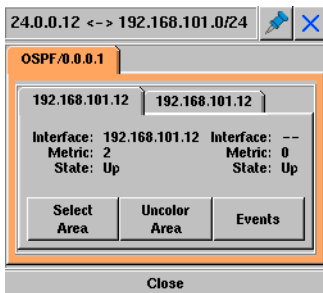 24.0.0.12 <-> 192.168.101.0/24
OSPF/0.0.0.1
192.168.101.12 192.168.101.12
Interface: 192.168.101.12 Interface: --
Metric: 2 Metric: 0
State: Up State: Up
Select Area Uncolor Area Events
Close